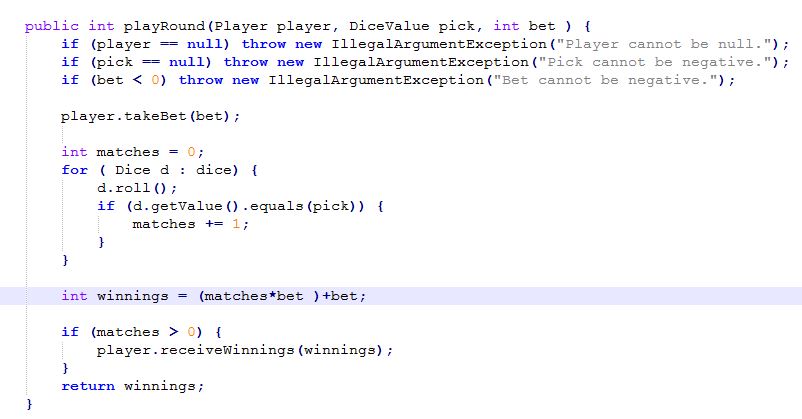 public int playRound(Player player, DiceValue pick, int bet ) {
if (player == null) throw new IllegalArgumentException("Player cannot be null.");
if (pick == null) throw new IllegalArgumentException("Pick cannot be negative.");
if (bet < 0) throw new IllegalArgumentException("Bet cannot be negative.");
player.takeBet(bet);
int matches = 0;
for ( Dice d : dice) {
d.roll();
if (d.getValue().equals(pick)) {
matches += 1;
}
}
int winnings = (matches*bet )+bet;
if (matches > 0) {
player.receiveWinnings(winnings);
}
return winnings;
}